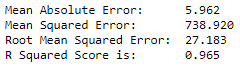 Mean Absolute Error: 5.962
Mean Squared Error: 738.920
Root Mean Squared Error: 27.183
R Squared Score is: 0.965